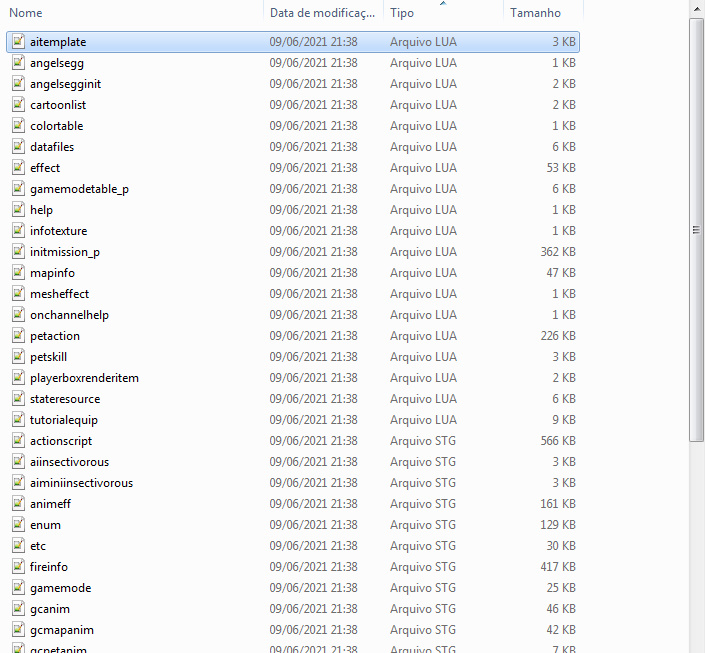 Nome Data de modificaç... Tipo Tamanho
aitemplate 09/06/2021 21:38 Arquivo LUA 3 KB
angelsegg 09/06/2021 21:38 Arquivo LUA 1 KB
angelsegginit 09/06/2021 21:38 Arquivo LUA 2 KB
cartoonlist 09/06/2021 21:38 Arquivo LUA 2 KB
colortable 09/06/2021 21:38 Arquivo LUA 1 KB
datafiles 09/06/2021 21:38 Arquivo LUA 6 KB
effect 09/06/2021 21:38 Arquivo LUA 53 KB
gamemodetable_p 09/06/2021 21:38 Arquivo LUA 6 KB
help 09/06/2021 21:38 Arquivo LUA 1 KB
infotexture 09/06/2021 21:38 Arquivo LUA 1 KB
initmission_p 09/06/2021 21:38 Arquivo LUA 362 KB
mapinfo 09/06/2021 21:38 Arquivo LUA 47 KB
mesheffect 09/06/2021 21:38 Arquivo LUA 1 KB
onchannelhelp 09/06/2021 21:38 Arquivo LUA 1 KB
petaction 09/06/2021 21:38 Arquivo LUA 226 KB
petskill 09/06/2021 21:38 Arquivo LUA 3 KB
playerboxrenderitem 09/06/2021 21:38 Arquivo LUA 2 KB
stateresource 09/06/2021 21:38 Arquivo LUA 6 KB
tutorialequip 09/06/2021 21:38 Arquivo LUA 9 KB
actionscript 09/06/2021 21:38 Arquivo STG 566 KB
aiinsectivorous 09/06/2021 21:38 Arquivo STG 3 KB
aiminiinsectivorous 09/06/2021 21:38 Arquivo STG 3 KB
animeff 09/06/2021 21:38 Arquivo STG 161 KB
enum 09/06/2021 21:38 Arquivo STG 129 KB
etc 09/06/2021 21:38 Arquivo STG 30 KB
fireinfo 09/06/2021 21:38 Arquivo STG 417 KB
gamemode 09/06/2021 21:38 Arquivo STG 25 KB
gcanim 09/06/2021 21:38 Arquivo STG 46 KB
gcmapanim 09/06/2021 21:38 Arquivo STG 42 KB
gcpetanim 09/06/2021 21:38 Arquivo STG 7 KB